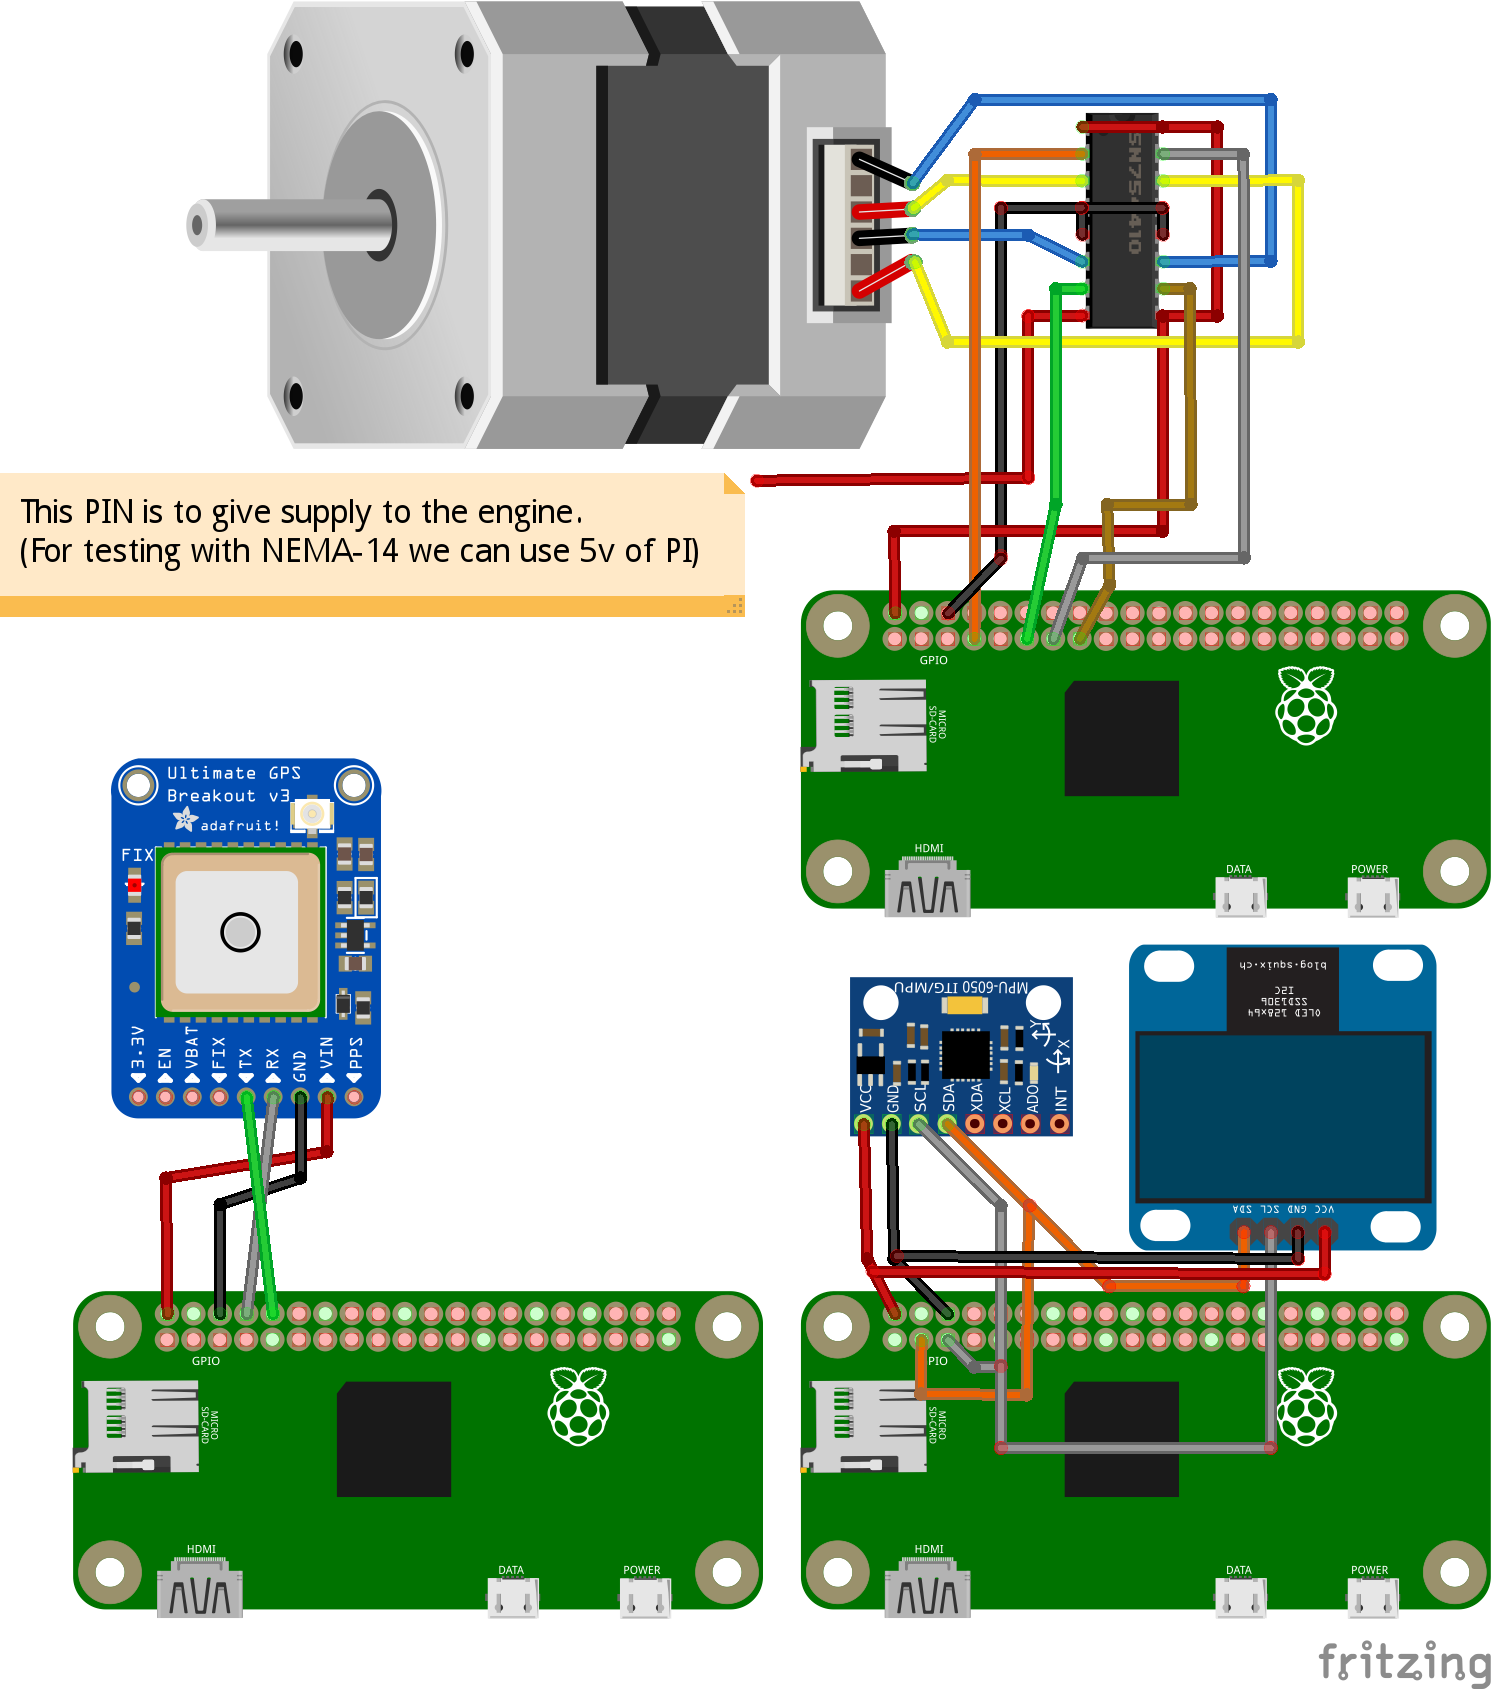 SN754410
This PIN is to give supply to the engine.
(For testing with NEMA-14 we can use 5v of PI)
GPIO
MICRO
SD-CARD
HDMI
DATA
POWER
Ultimate GPS
Breakout v3
adafruit!
FIX
3.3V
EN
VBAT
FIX
TX
RX
GND
VIN
PPS
GPIO
MICRO
SD-CARD
HDMI
DATA
POWER
MPU-6050 ITG/MPU
Y
X
VCC
GND
SCL
SDA
XDA
XCL
ADO
INT
blog.squix.ch
OLED 128x64
SSD1306
I2C
VCC GND SCL SDA
PIO
MICRO
SD-CARD
HDMI
DATA
POWER
fritzing